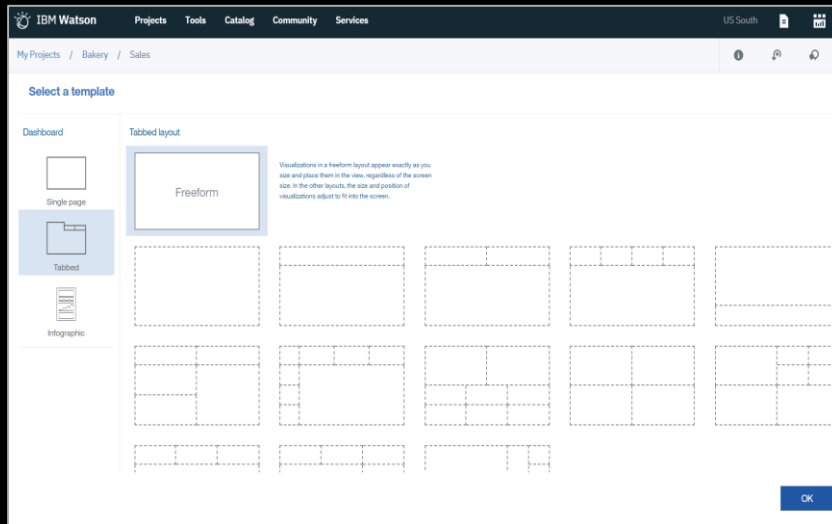 IBM Watson Projects Tools Catalog Community Services US South
My Projects / Bakery / Sales
Select a template
Dashboard
Single page
Tabbed
Infographic
Tabbed layout
Freeform
Visualizations in a freeform layout appear exactly as you
size and place them in the view, regardless of the screen
size. In the other layouts, the size and position of
visualizations adjust to fit into the screen.
OK